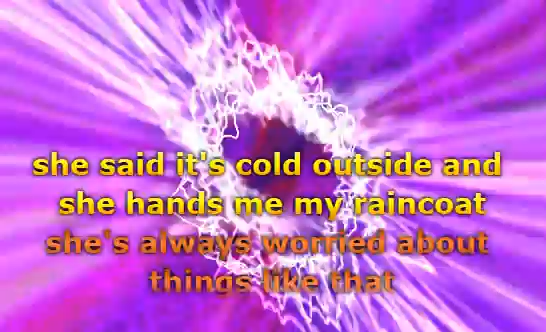 she said it's cold outside and
she hands me my raincoat
she's always worried about
things like that